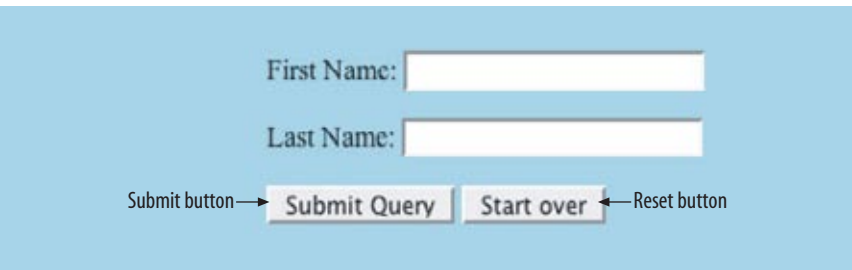 First Name:
Last Name:
Submit button Submit Query Start over Reset button